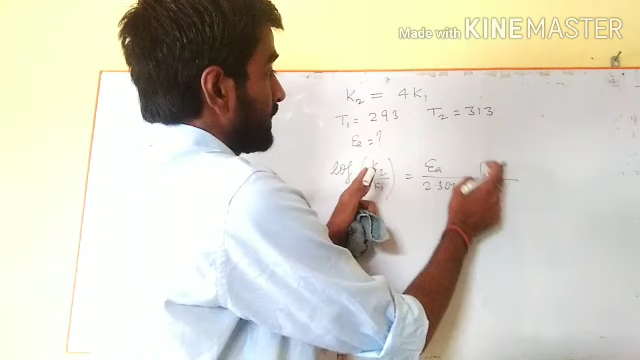 Made with KINEMASTER
K₂ = 4K₁
T₁ = 293 T₂ = 313
Ea = ?
log (K₂/K₁) = Ea/2.303